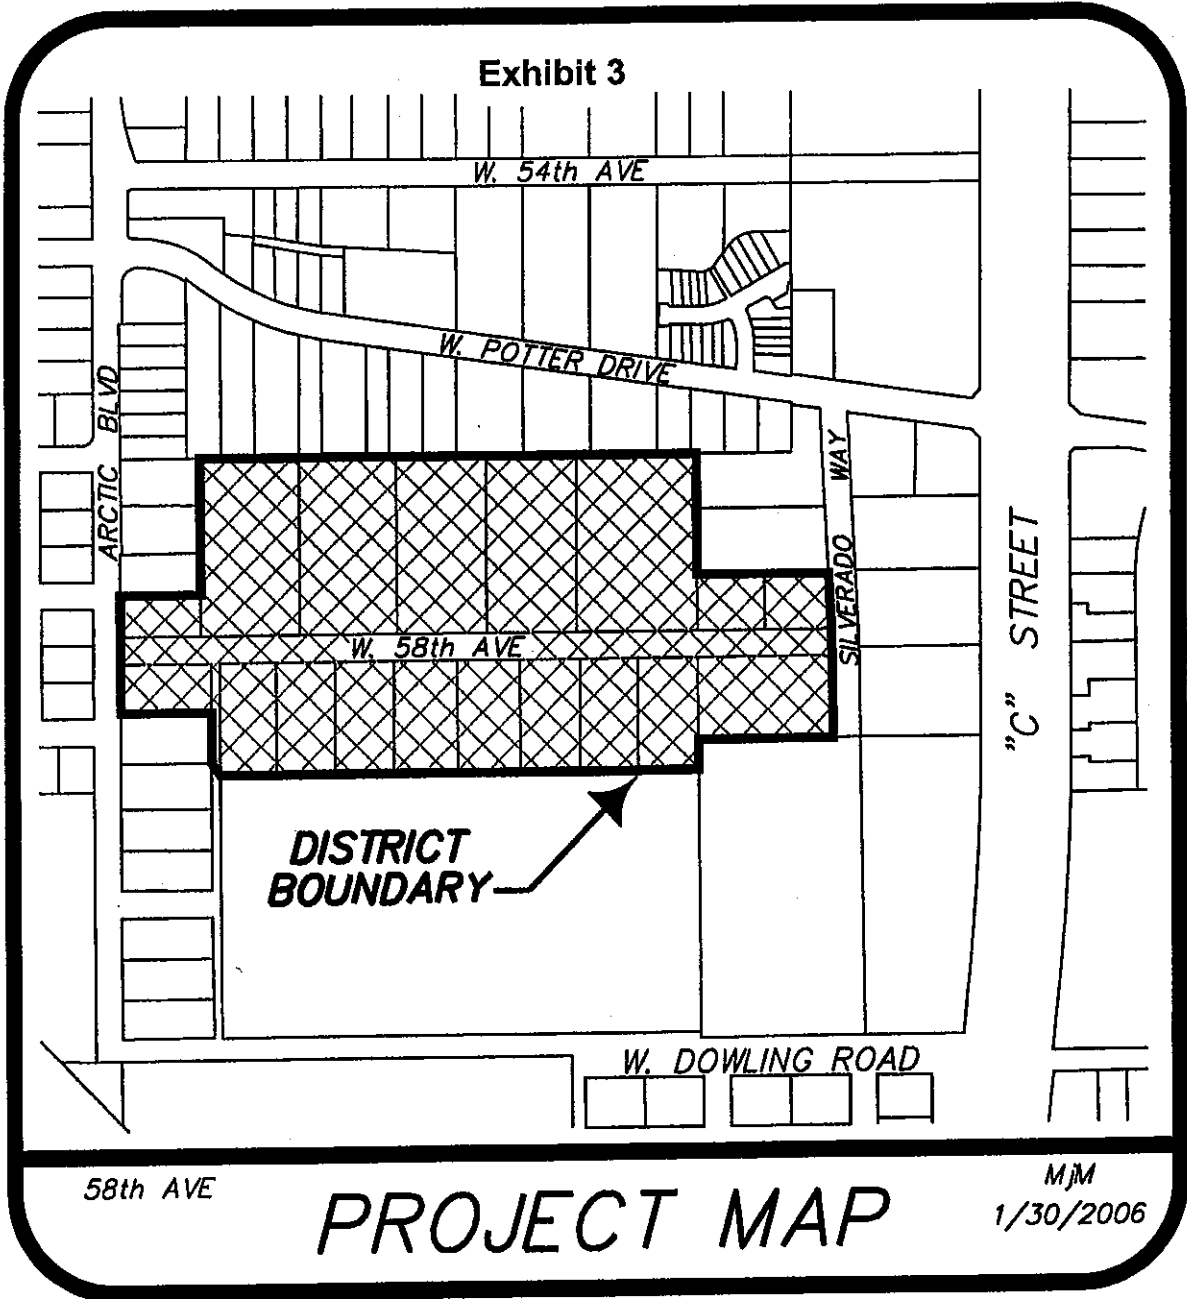 Exhibit 3
W. 54th AVE
W. POTTER DRIVE
ARCTIC BLVD
SILVERADO WAY
"C" STREET
W. 58th AVE
DISTRICT
BOUNDARY
W. DOWLING ROAD
58th AVE
PROJECT MAP
MJM
1/30/2006